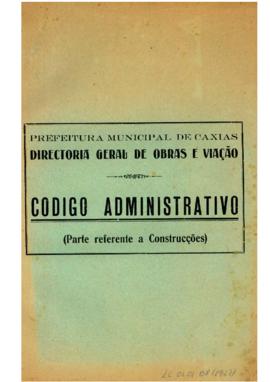 PREFEITURA MUNICIPAL DE CAXIAS
DIRECTORIA GERAL DE OBRAS E VIAÇÃO
CODIGO ADMINISTRATIVO
(Parte referente a Construcções)